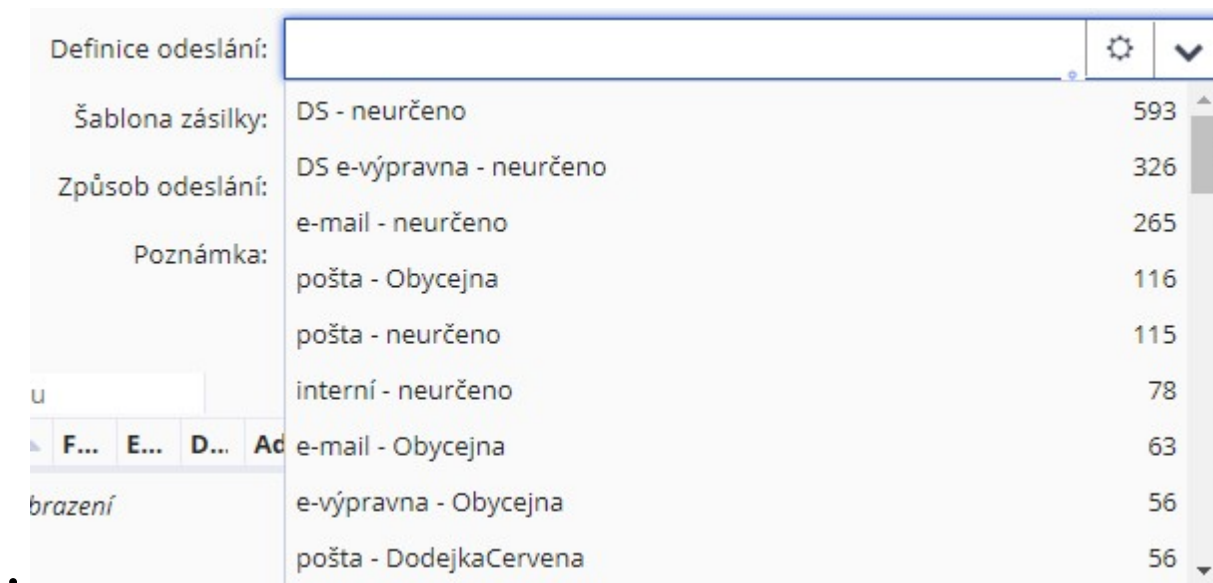 Definice odeslání:
DS - neurčeno 593
Šablona zásilky:
DS e-výpravna - neurčeno 326
Způsob odeslání:
e-mail - neurčeno 265
Poznámka:
pošta - Obycejna 116
pošta - neurčeno 115
u
interní - neurčeno 78
F... E... D... Ad
e-mail - Obycejna 63
brazení
e-výpravna - Obycejna 56
pošta - DodejkaCervena 56